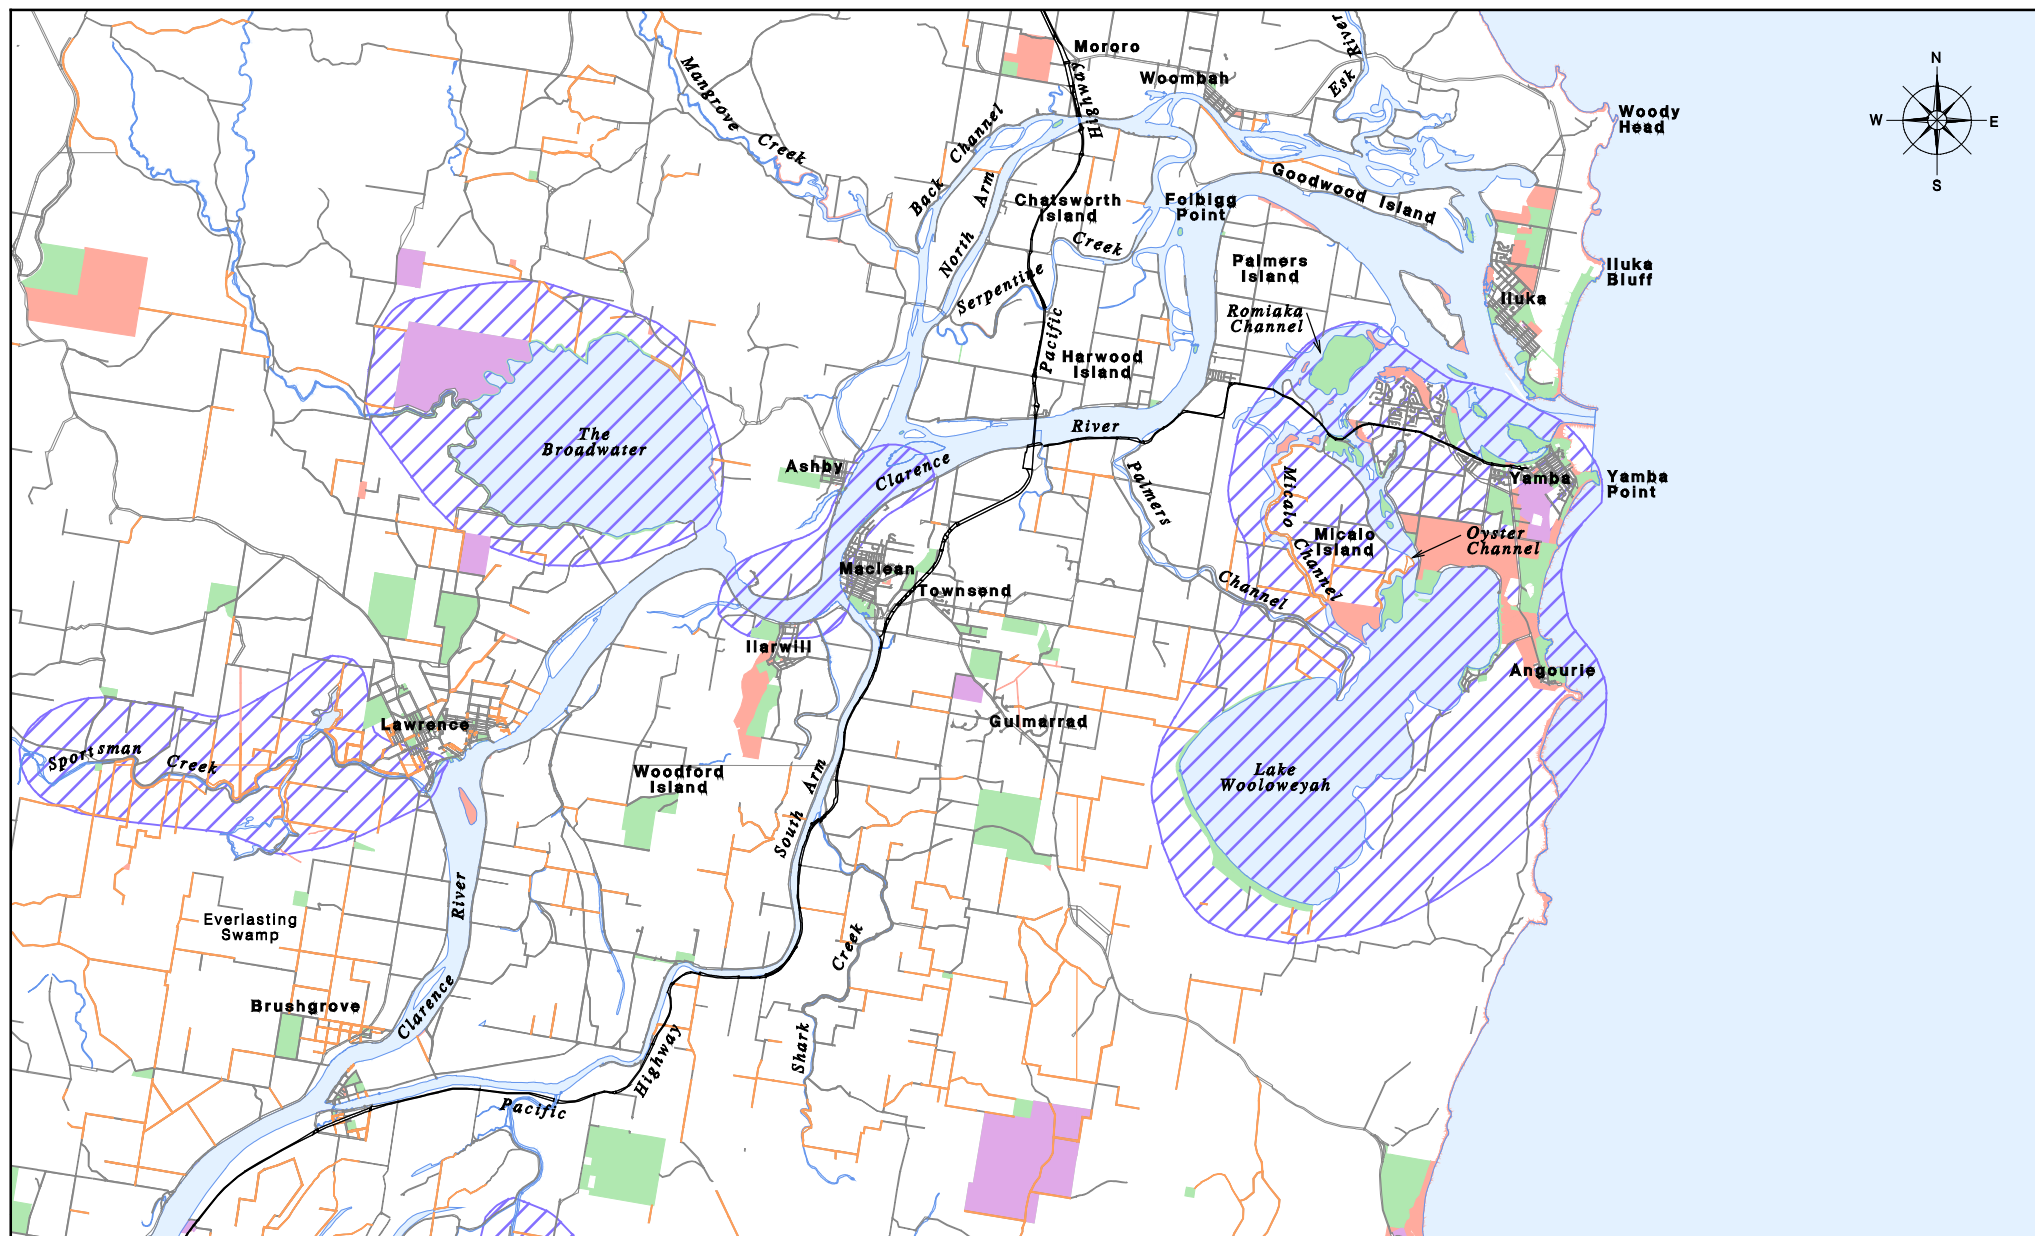 Mororo
Woombah
Esk River
Woody
Head
N
W
E
S
Mangrove Creek
Back Channel
Highway
North Arm
Chatsworth
Island
Folbigg
Point
Goodwood Island
Creek
Serpentine
Palmers
Island
Iluka
Bluff
Iluka
Romiaka
Channel
Pacific
Harwood
Island
The
Broadwater
River
Ashby
Clarence
Palmers
Micalo
Yamba
Yamba
Point
Micalo
Island
Oyster
Channel
Channel
Maclean
Townsend
Channel
Ilarwill
Angourie
Lawrence
Gulmarrad
Sportsman
Creek
Woodford
Island
South Arm
Lake
Wooloweyah
River
Everlasting
Swamp
Creek
Brushgrove
Clarence
Shark
Highway
Pacific